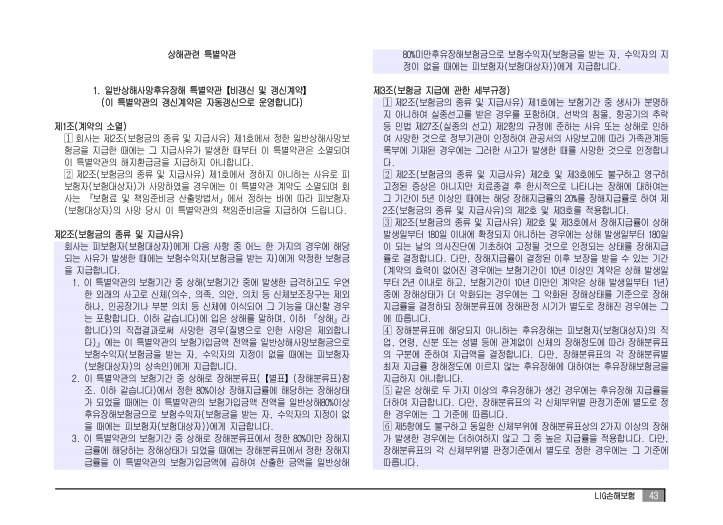 상해관련 특별약관
1. 일반상해사망후유장해 특별약관【비갱신 및 갱신계약】
(이 특별약관의 갱신계약은 자동갱신으로 운영합니다)
제1조(계약의 소멸)
1 회사는 제2조(보험금의 종류 및 지급사유) 제1호에서 정한 일반상해사망보
험금을 지급한 때에는 그 지급사유가 발생한 때부터 이 특별약관은 소멸되며
이 특별약관의 해지환급금을 지급하지 아니합니다.
2 제2조(보험금의 종류 및 지급사유) 제1호에서 정하지 아니하는 사유로 피
보험자(보험대상자)가 사망하였을 경우에는 이 특별약관 계약도 소멸되며 회
사는 「보험료 및 책임준비금 산출방법서」에서 정하는 바에 따라 피보험자
(보험대상자)의 사망 당시 이 특별약관의 책임준비금을 지급하여 드립니다.
제2조(보험금의 종류 및 지급사유)
회사는 피보험자(보험대상자)에게 다음 사항 중 어느 한 가지의 경우에 해당
되는 사유가 발생한 때에는 보험수익자(보험금을 받는 자)에게 약정한 보험금
을 지급합니다.
1. 이 특별약관의 보험기간 중 상해(보험기간 중에 발생한 급격하고도 우연
한 외래의 사고로 신체(의수, 의족, 의안, 의치 등 신체보조장구는 제외
하나, 인공장기나 부분 의치 등 신체에 이식되어 그 기능을 대신할 경우
는 포함합니다. 이하 같습니다)에 입은 상해를 말하며, 이하 「상해」라
합니다)의 직접결과로써 사망한 경우(질병으로 인한 사망은 제외합니
다)」에는 이 특별약관의 보험가입금액 전액을 일반상해사망보험금으로
보험수익자(보험금을 받는 자, 수익자의 지정이 없을 때에는 피보험자
(보험대상자)의 상속인)에게 지급합니다.
2. 이 특별약관의 보험기간 중 상해로 장해분류표(【별표】(장해분류표)참
조. 이하 같습니다)에서 정한 80%이상 장해지급률에 해당하는 장해상태
가 되었을 때에는 이 특별약관의 보험가입금액 전액을 일반상해80%이상
후유장해보험금으로 보험수익자(보험금을 받는 자, 수익자의 지정이 없
을 때에는 피보험자(보험대상자))에게 지급합니다.
3. 이 특별약관의 보험기간 중 상해로 장해분류표에서 정한 80%미만 장해지
급률에 해당하는 장해상태가 되었을 때에는 장해분류표에서 정한 장해지
급률을 이 특별약관의 보험가입금액에 곱하여 산출한 금액을 일반상해
80%미만후유장해보험금으로 보험수익자(보험금을 받는 자, 수익자의 지
정이 없을 때에는 피보험자(보험대상자))에게 지급합니다.
제3조(보험금 지급에 관한 세부규정)
1 제2조(보험금의 종류 및 지급사유) 제1호에는 보험기간 중 생사가 분명하
지 아니하여 실종선고를 받은 경우를 포함하며, 선박의 침몰, 항공기의 추락
등 민법 제27조(실종의 선고) 제2항의 규정에 준하는 사유 또는 상해로 인하
여 사망한 것으로 정부기관이 인정하여 관공서의 사망보고에 따라 가족관계등
록부에 기재된 경우에는 그러한 사고가 발생한 때를 사망한 것으로 인정합니
다.
2 제2조(보험금의 종류 및 지급사유) 제2호 및 제3호에도 불구하고 영구히
고정된 증상은 아니지만 치료종결 후 한시적으로 나타나는 장해에 대하여는
그 기간이 5년 이상인 때에는 해당 장해지급률의 20%를 장해지급률로 하여 제
2조(보험금의 종류 및 지급사유)의 제2호 및 제3호를 적용합니다.
3 제2조(보험금의 종류 및 지급사유) 제2호 및 제3호에서 장해지급률이 상해
발생일부터 180일 이내에 확정되지 아니하는 경우에는 상해 발생일부터 180일
이 되는 날의 의사진단에 기초하여 고정될 것으로 인정되는 상태를 장해지급
률로 결정합니다. 다만, 장해지급률이 결정된 이후 보장을 받을 수 있는 기간
(계약의 효력이 없어진 경우에는 보험기간이 10년 이상인 계약은 상해 발생일
부터 2년 이내로 하고, 보험기간이 10년 미만인 계약은 상해 발생일부터 1년)
중에 장해상태가 더 악화되는 경우에는 그 악화된 장해상태를 기준으로 장해
지급률을 결정하되 장해분류표에 장해판정 시기가 별도로 정해진 경우에는 그
에 따릅니다.
4 장해분류표에 해당되지 아니하는 후유장해는 피보험자(보험대상자)의 직
업, 연령, 신분 또는 성별 등에 관계없이 신체의 장해정도에 따라 장해분류표
의 구분에 준하여 지급액을 결정합니다. 다만, 장해분류표의 각 장해분류별
최저 지급률 장해정도에 이르지 않는 후유장해에 대하여는 후유장해보험금을
지급하지 아니합니다.
5 같은 상해로 두 가지 이상의 후유장해가 생긴 경우에는 후유장해 지급률을
더하여 지급합니다. 다만, 장해분류표의 각 신체부위별 판정기준에 별도로 정
한 경우에는 그 기준에 따릅니다.
6 제5항에도 불구하고 동일한 신체부위에 장해분류표상의 2가지 이상의 장해
가 발생한 경우에는 더하여하지 않고 그 중 높은 지급률을 적용합니다. 다만,
장해분류표의 각 신체부위별 판정기준에서 별도로 정한 경우에는 그 기준에
따릅니다.
LIG손해보험 43